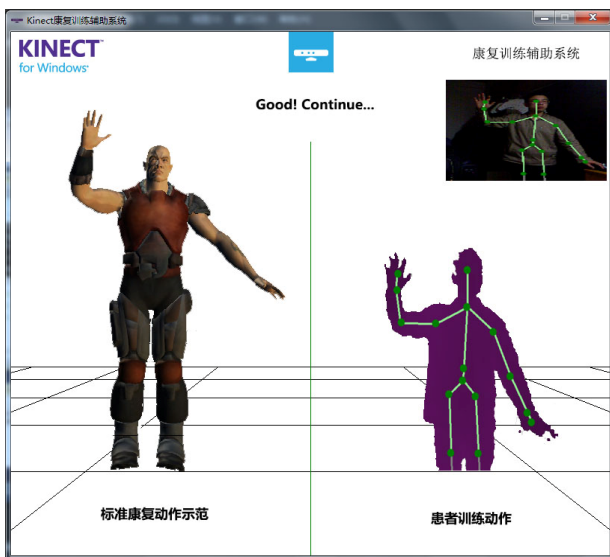 Kinect康复训练辅助系统
KINECT™
for Windows®
康复训练辅助系统
Good! Continue...
标准康复动作示范
患者训练动作